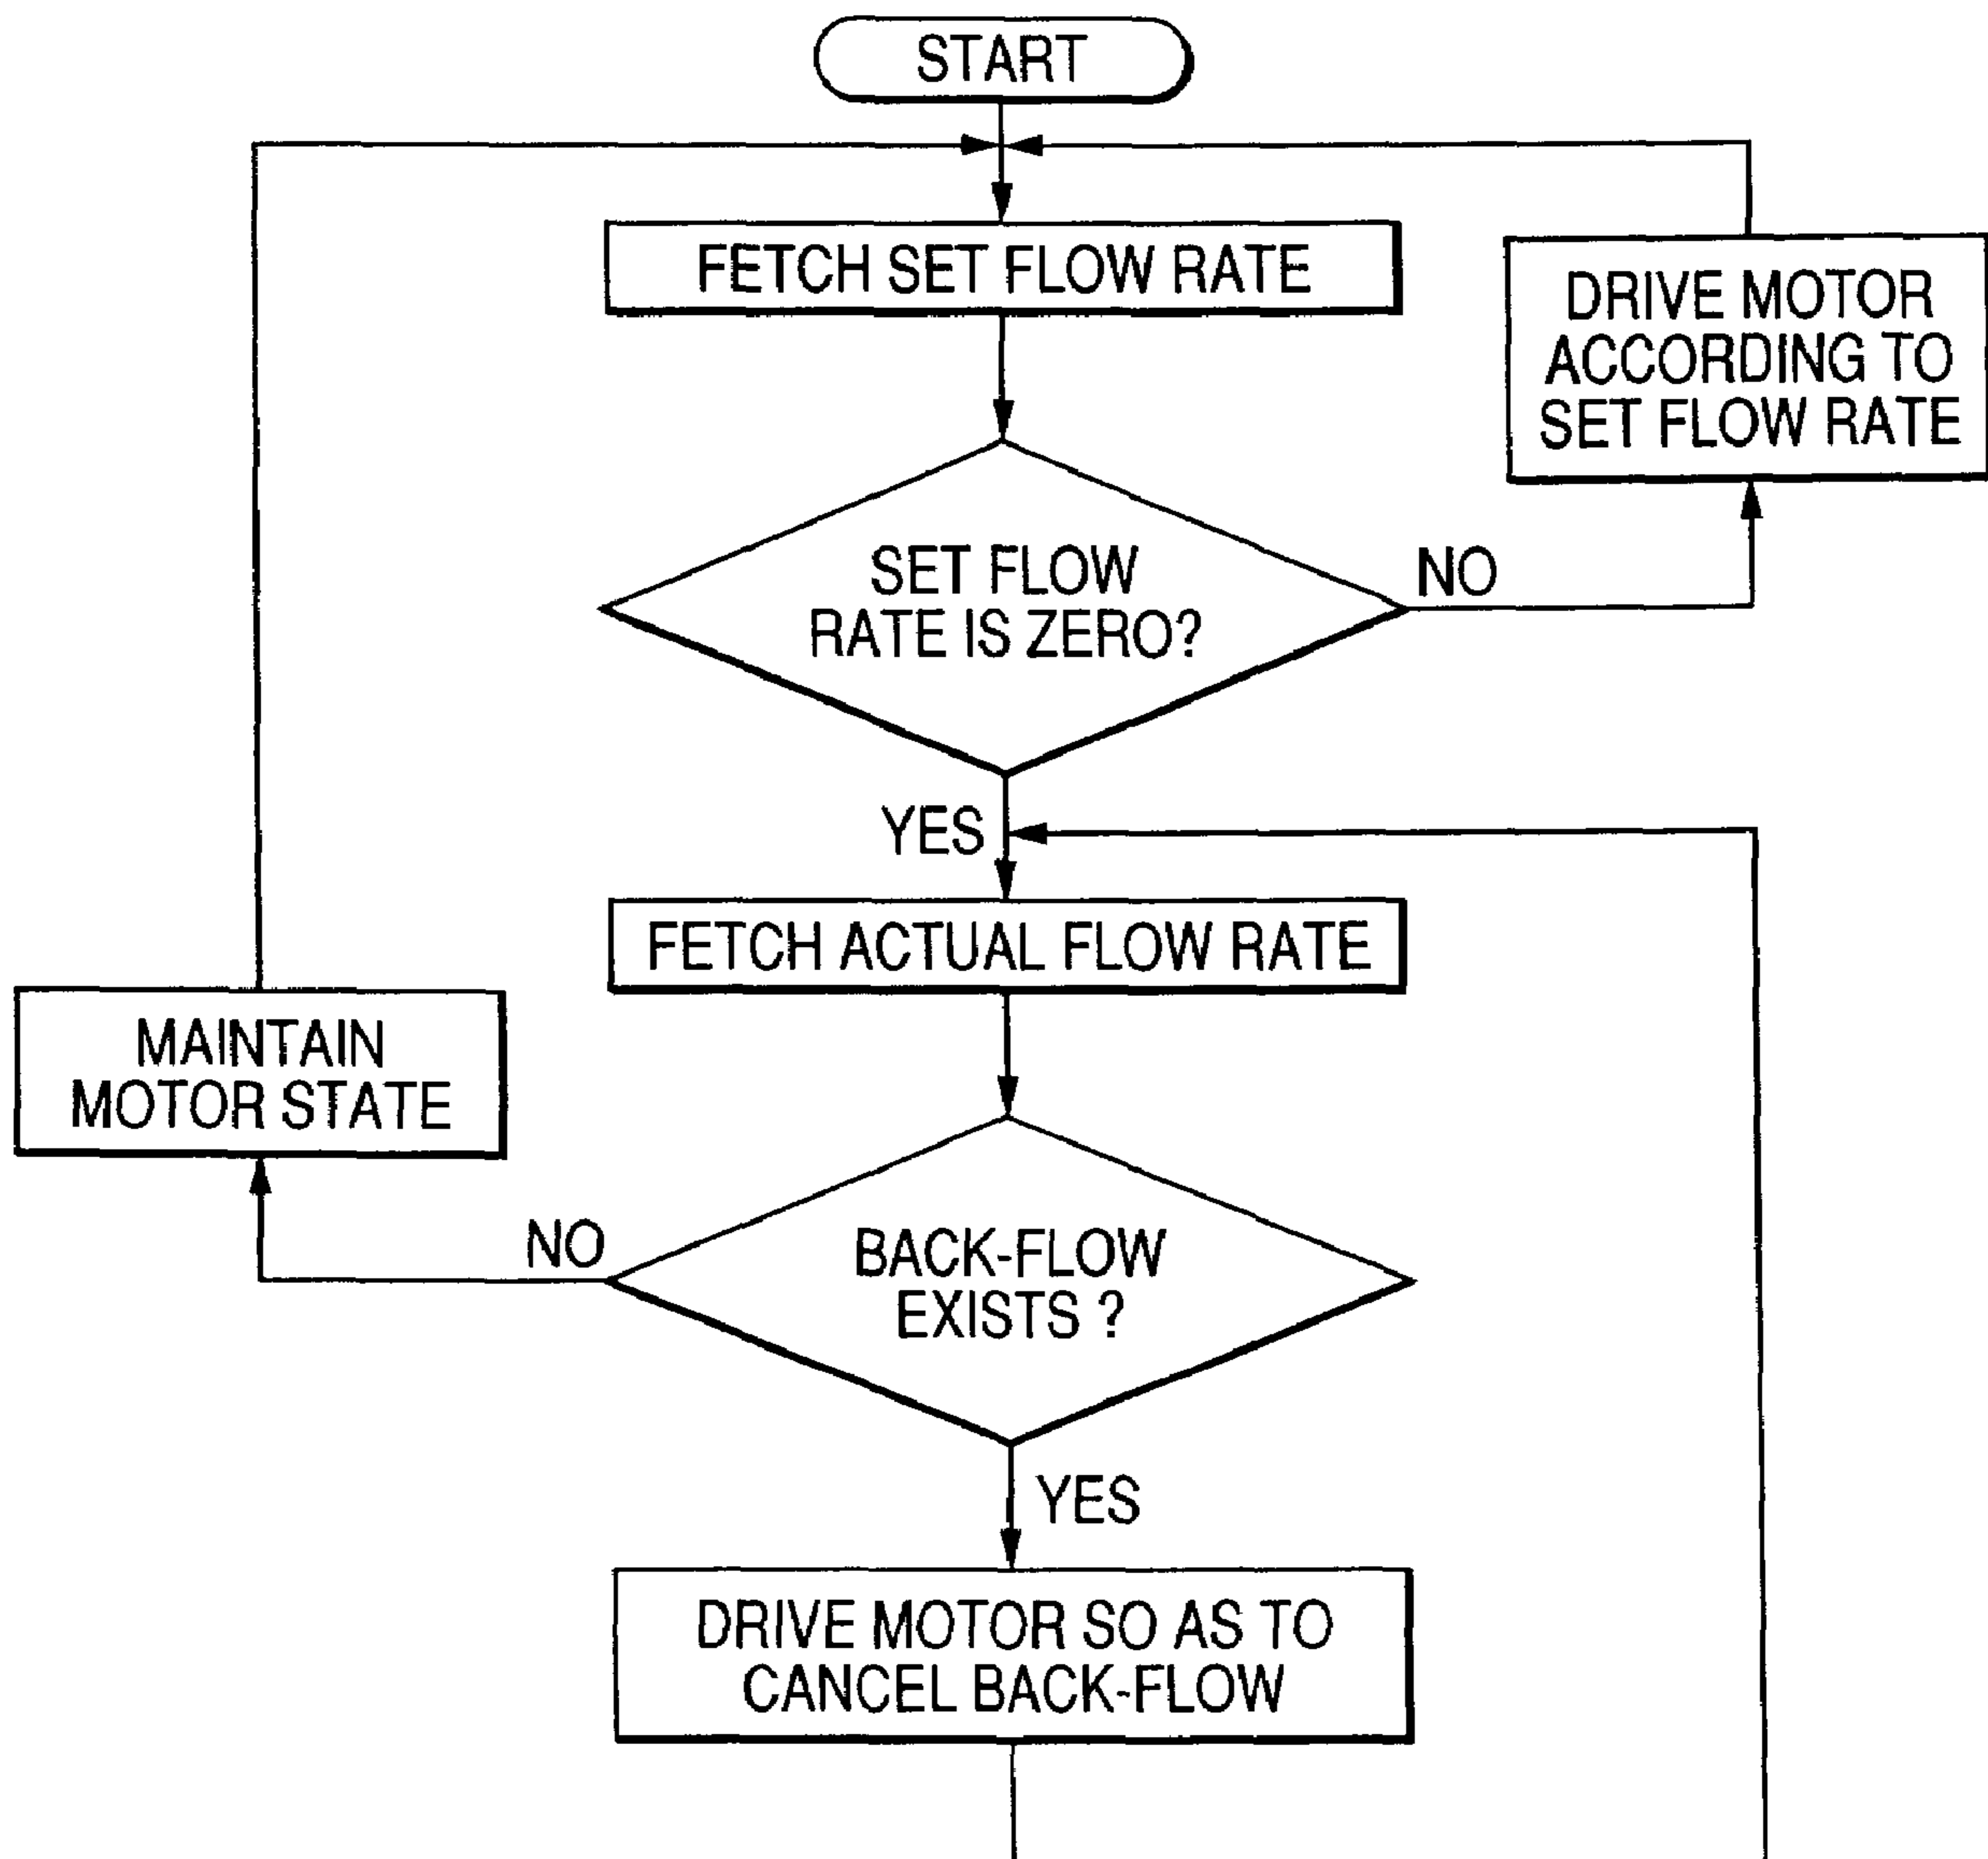 START
FETCH SET FLOW RATE
DRIVE MOTOR
ACCORDING TO
SET FLOW RATE
SET FLOW
RATE IS ZERO?
NO
YES
FETCH ACTUAL FLOW RATE
MAINTAIN
MOTOR STATE
NO
BACK-FLOW
EXISTS ?
YES
DRIVE MOTOR SO AS TO
CANCEL BACK-FLOW